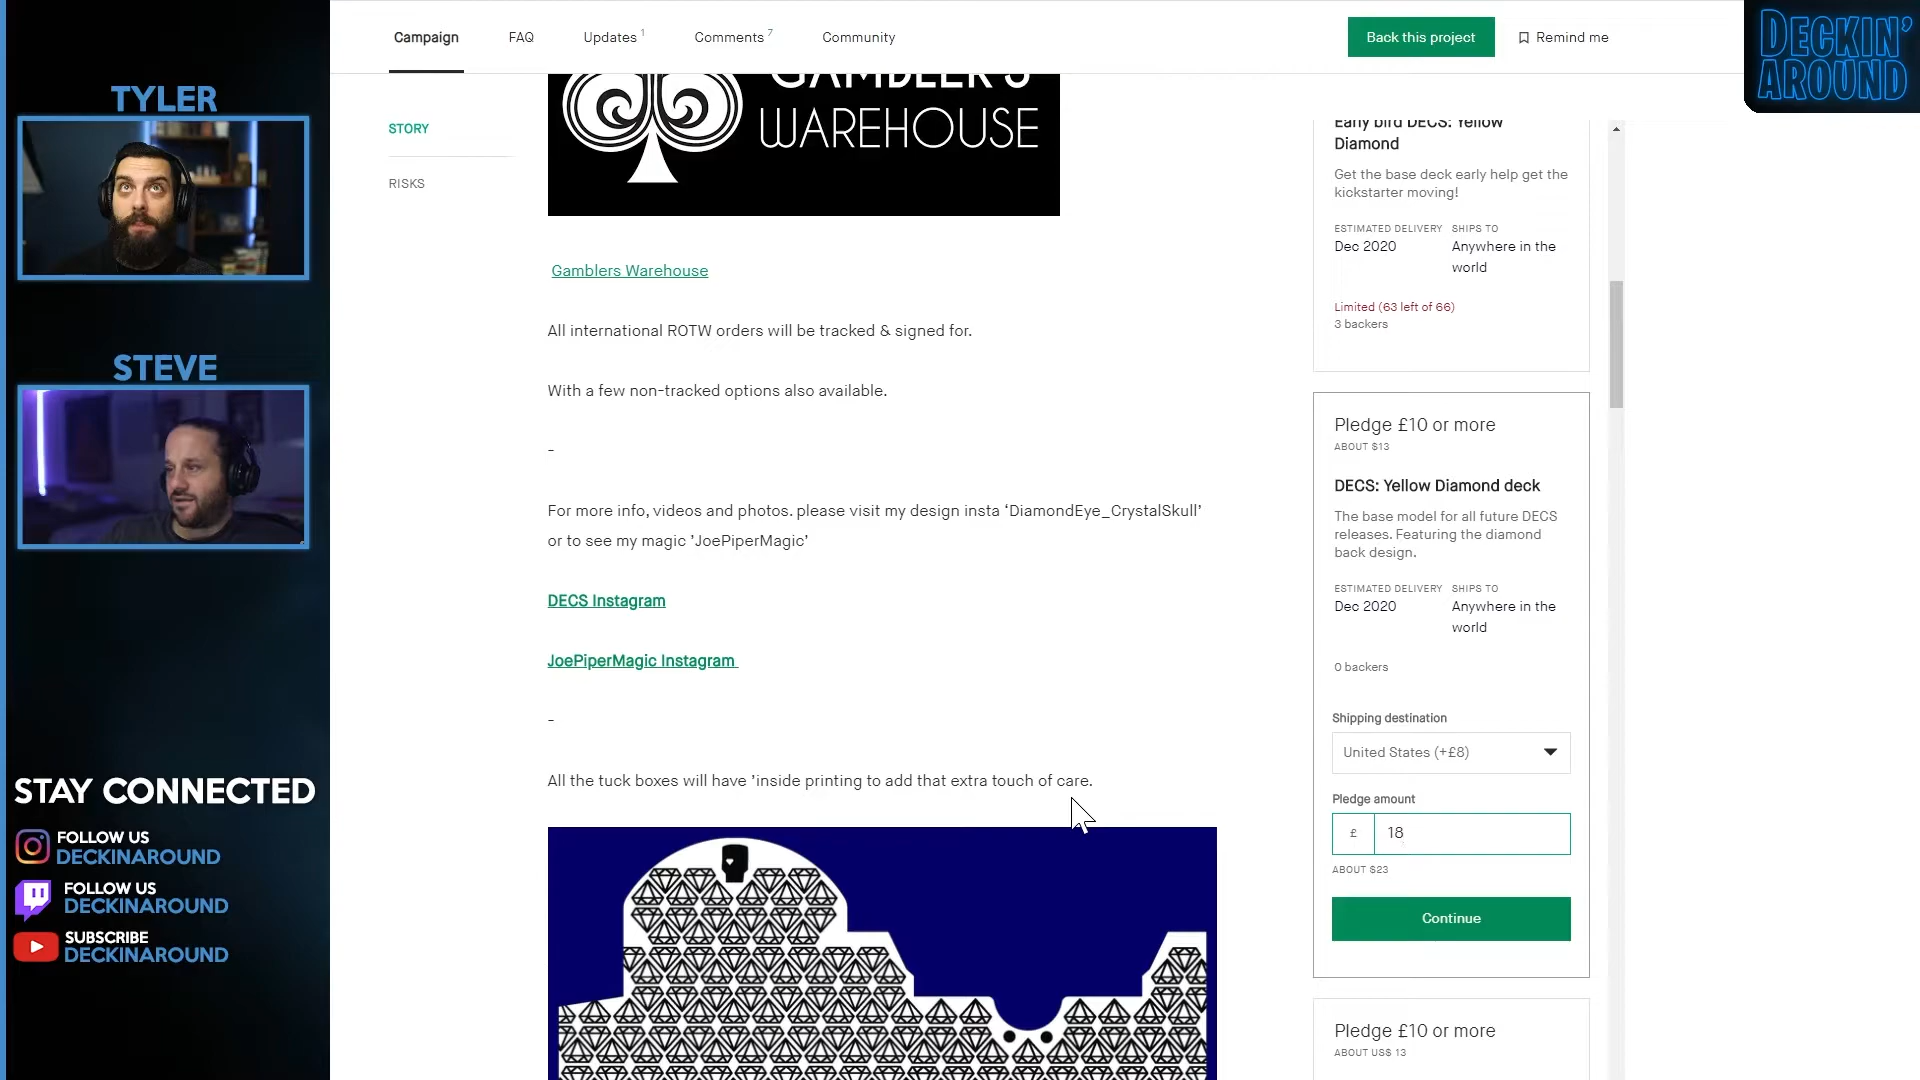 TYLER
STEVE
STAY CONNECTED
FOLLOW US
DECKINAROUND
FOLLOW US
DECKINAROUND
SUBSCRIBE
DECKINAROUND
Campaign
FAQ
Updates 1
Comments 7
Community
Back this project
Remind me
DECKIN'
AROUND
STORY
RISKS
GAMBLER'S
WAREHOUSE
Gamblers Warehouse
All international ROTW orders will be tracked & signed for.
With a few non-tracked options also available.
-
For more info, videos and photos. please visit my design insta ‘DiamondEye_CrystalSkull’
or to see my magic ’JoePiperMagic’
DECS Instagram
JoePiperMagic Instagram
-
All the tuck boxes will have ’inside printing to add that extra touch of care.
Early bird DECS: Yellow
Diamond
Get the base deck early help get the
kickstarter moving!
ESTIMATED DELIVERY
Dec 2020
SHIPS TO
Anywhere in the
world
Limited (63 left of 66)
3 backers
Pledge £10 or more
ABOUT $13
DECS: Yellow Diamond deck
The base model for all future DECS
releases. Featuring the diamond
back design.
ESTIMATED DELIVERY
Dec 2020
SHIPS TO
Anywhere in the
world
0 backers
Shipping destination
United States (+£8)
Pledge amount
£ 18
ABOUT $23
Continue
Pledge £10 or more
ABOUT US$ 13